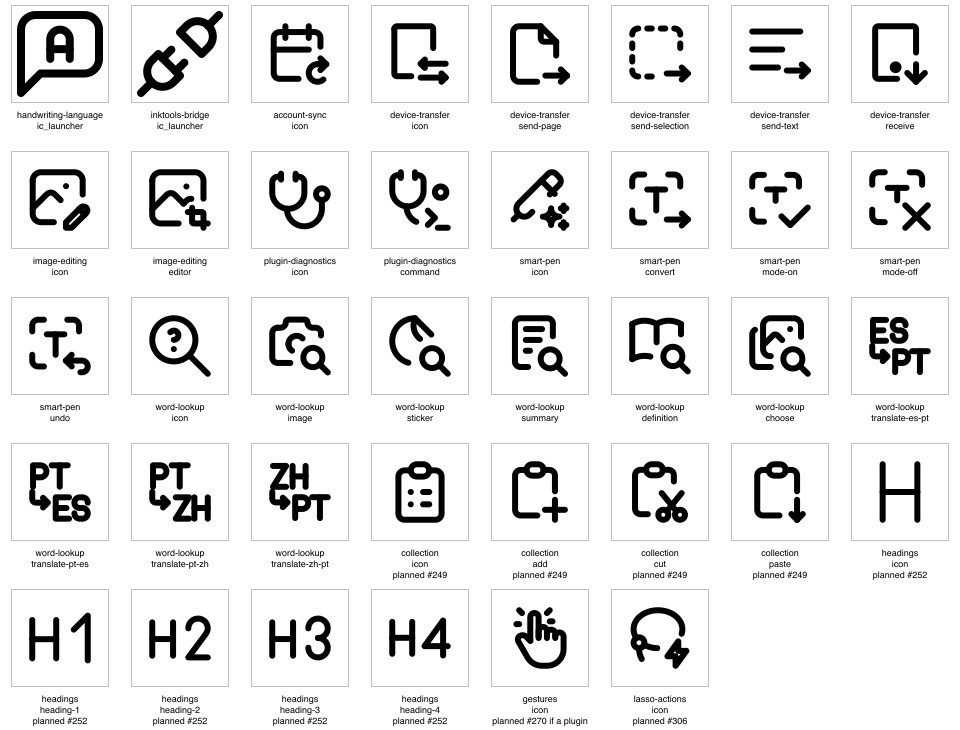 A
handwriting-language
ic_launcher
inktools-bridge
ic_launcher
account-sync
icon
device-transfer
icon
device-transfer
send-page
device-transfer
send-selection
device-transfer
send-text
device-transfer
receive
T
T
T
image-editing
icon
image-editing
editor
plugin-diagnostics
icon
plugin-diagnostics
command
smart-pen
icon
smart-pen
convert
smart-pen
mode-on
smart-pen
mode-off
T
?
ES
PT
smart-pen
undo
word-lookup
icon
word-lookup
image
word-lookup
sticker
word-lookup
summary
word-lookup
definition
word-lookup
choose
word-lookup
translate-es-pt
PT
ES
PT
ZH
ZH
PT
H
word-lookup
translate-pt-es
word-lookup
translate-pt-zh
word-lookup
translate-zh-pt
collection
icon
planned #249
collection
add
planned #249
collection
cut
planned #249
collection
paste
planned #249
headings
icon
planned #252
H1
H2
H3
H4
headings
heading-1
planned #252
headings
heading-2
planned #252
headings
heading-3
planned #252
headings
heading-4
planned #252
gestures
icon
planned #270 if a plugin
lasso-actions
icon
planned #306